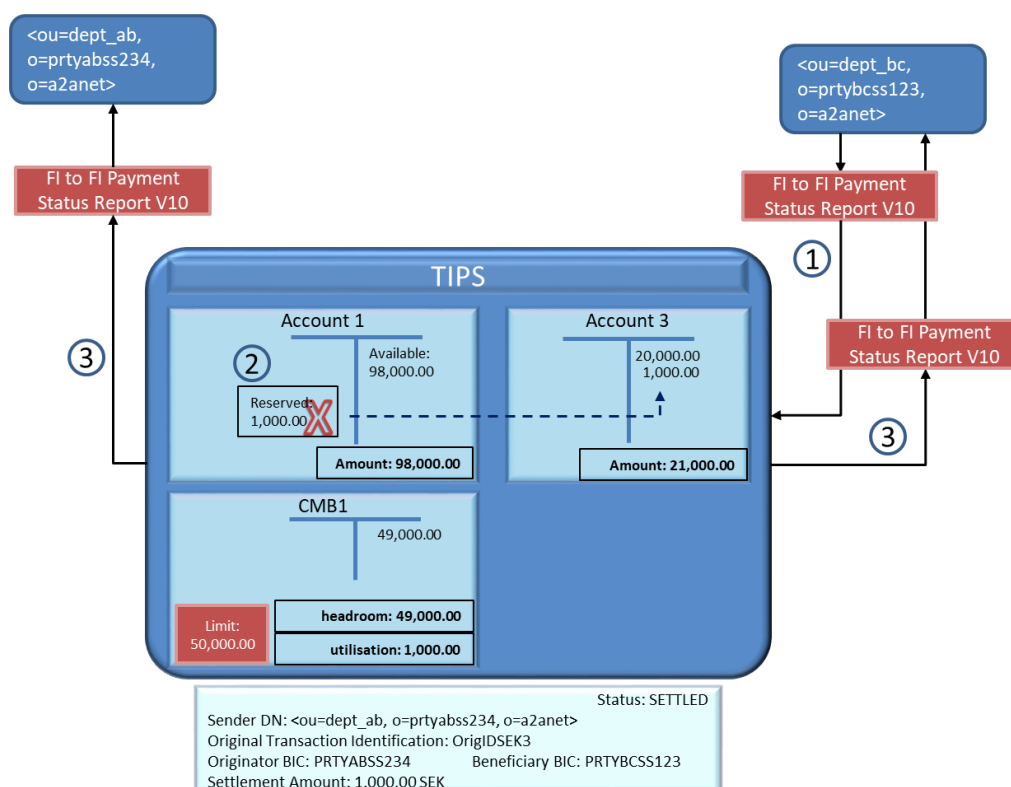 <ou=dept_ab,
o=prtyabss234,
o=a2anet>
<ou=dept_bc,
o=prtybcss123,
o=a2anet>
FI to FI Payment
Status Report V10
FI to FI Payment
Status Report V10
1
TIPS
FI to FI Payment
Status Report V10
3
3
Account 1
2
Available:
98,000.00
Reserved:
1,000.00
X
Amount: 98,000.00
Account 3
20,000.00
1,000.00
Amount: 21,000.00
CMB1
49,000.00
Limit:
50,000.00
headroom: 49,000.00
utilisation: 1,000.00
Status: SETTLED
Sender DN: <ou=dept_ab, o=prtyabss234, o=a2anet>
Original Transaction Identification: OrigIDSEK3
Originator BIC: PRTYABSS234 Beneficiary BIC: PRTYBCSS123
Settlement Amount: 1,000.00 SEK